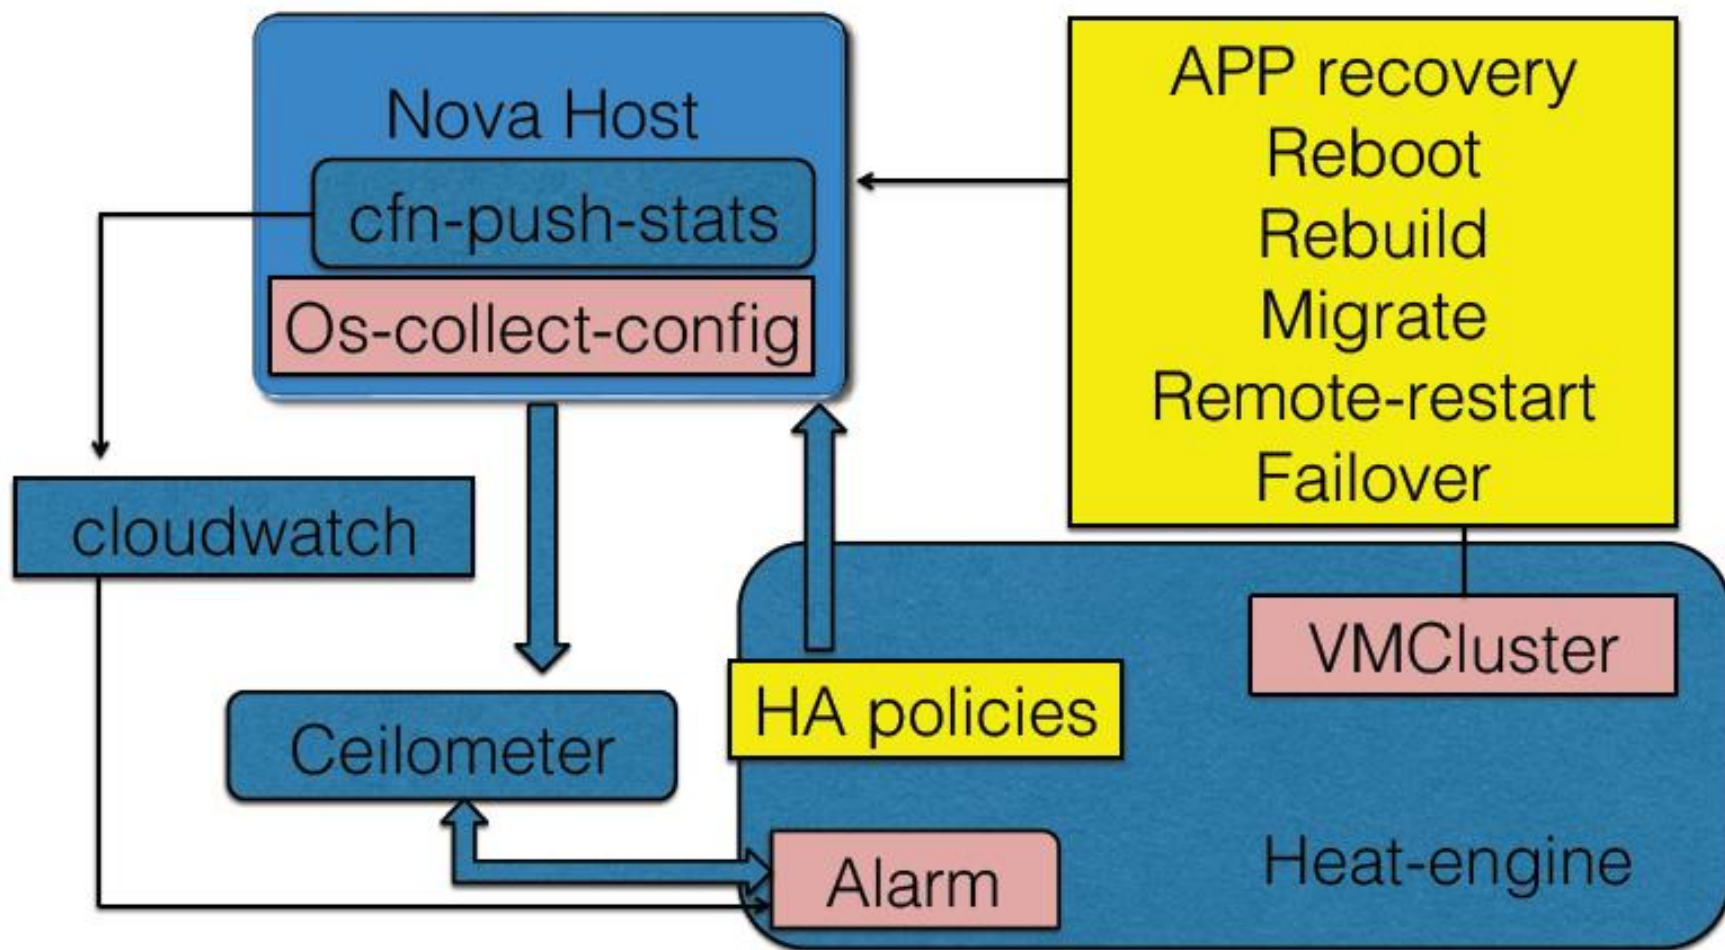 Nova Host
cfn-push-stats
Os-collect-config
APP recovery
Reboot
Rebuild
Migrate
Remote-restart
Failover
cloudwatch
VMCluster
HA policies
Ceilometer
Heat-engine
Alarm